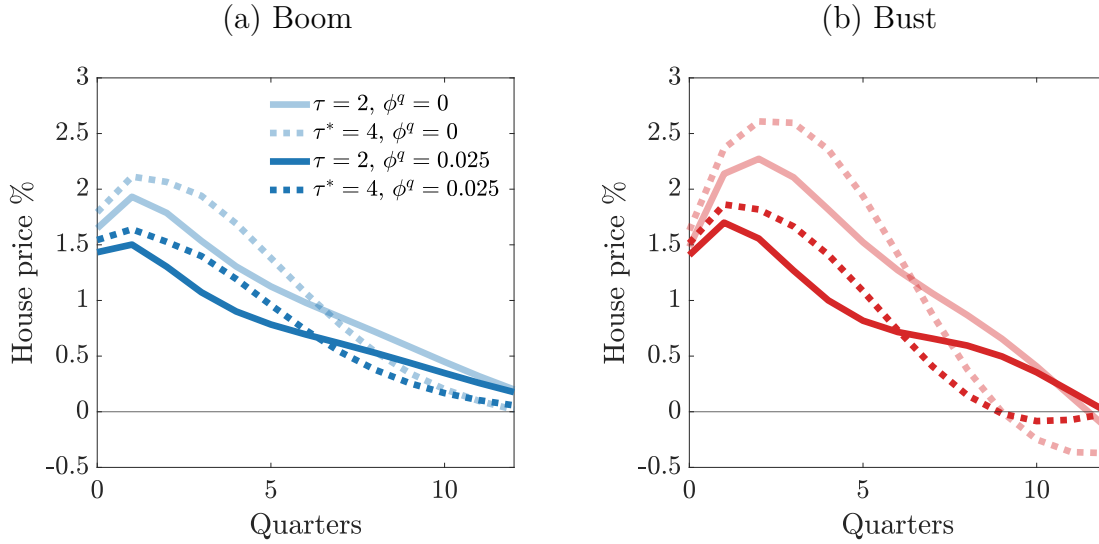 (a) Boom
House price %
3
2.5
2
1.5
1
0.5
0
-0.5
τ = 2, ϕ^q = 0
τ* = 4, ϕ^q = 0
τ = 2, ϕ^q = 0.025
τ* = 4, ϕ^q = 0.025
0 5 10
Quarters
(b) Bust
House price %
3
2.5
2
1.5
1
0.5
0
-0.5
0 5 10
Quarters